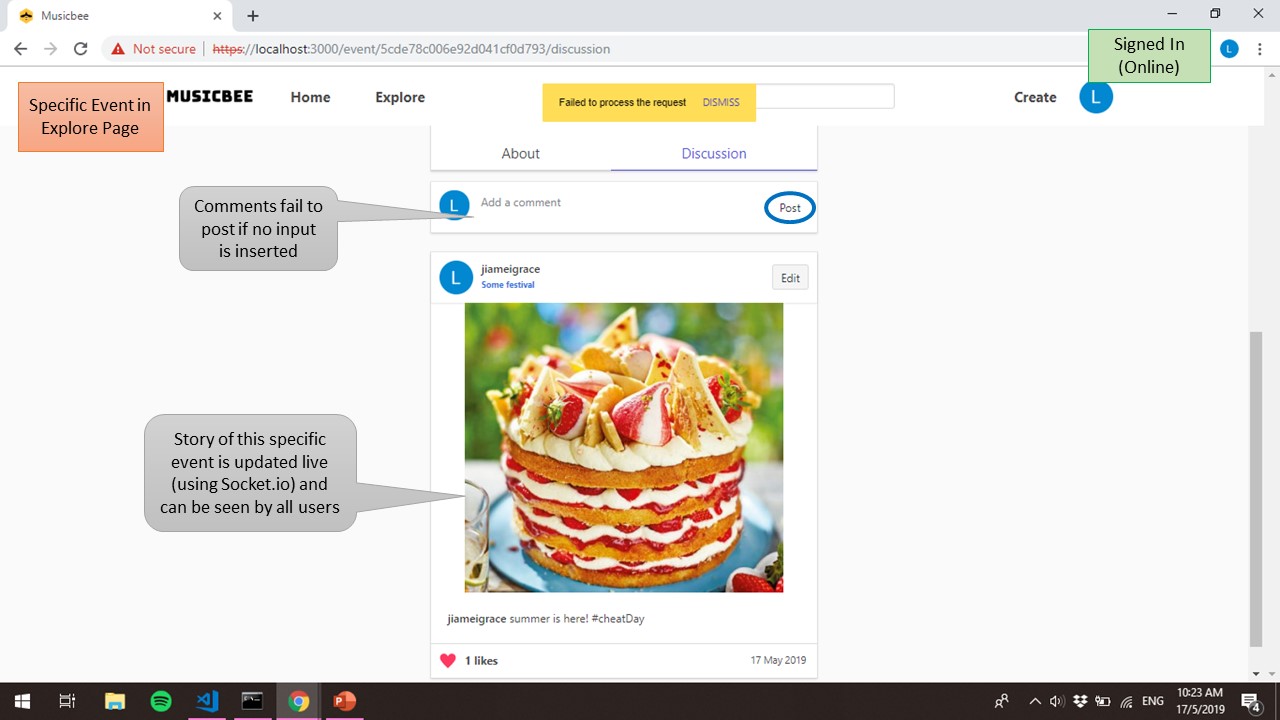 Musicbee
Not secure
https://localhost:3000/event/5cde78c006e92d041cf0d793/discussion
L
Signed In
(Online)
Specific Event in
Explore Page
MUSICBEE
Home
Explore
Failed to process the request
DISMISS
Create
L
About
Discussion
Comments fail to
post if no input
is inserted
L
Add a comment
Post
L
jiameigrace
Some festival
Edit
Story of this specific
event is updated live
(using Socket.io) and
can be seen by all users
jiameigrace summer is here! #cheatDay
1 likes
17 May 2019
ENG
10:23 AM
17/5/2019
4